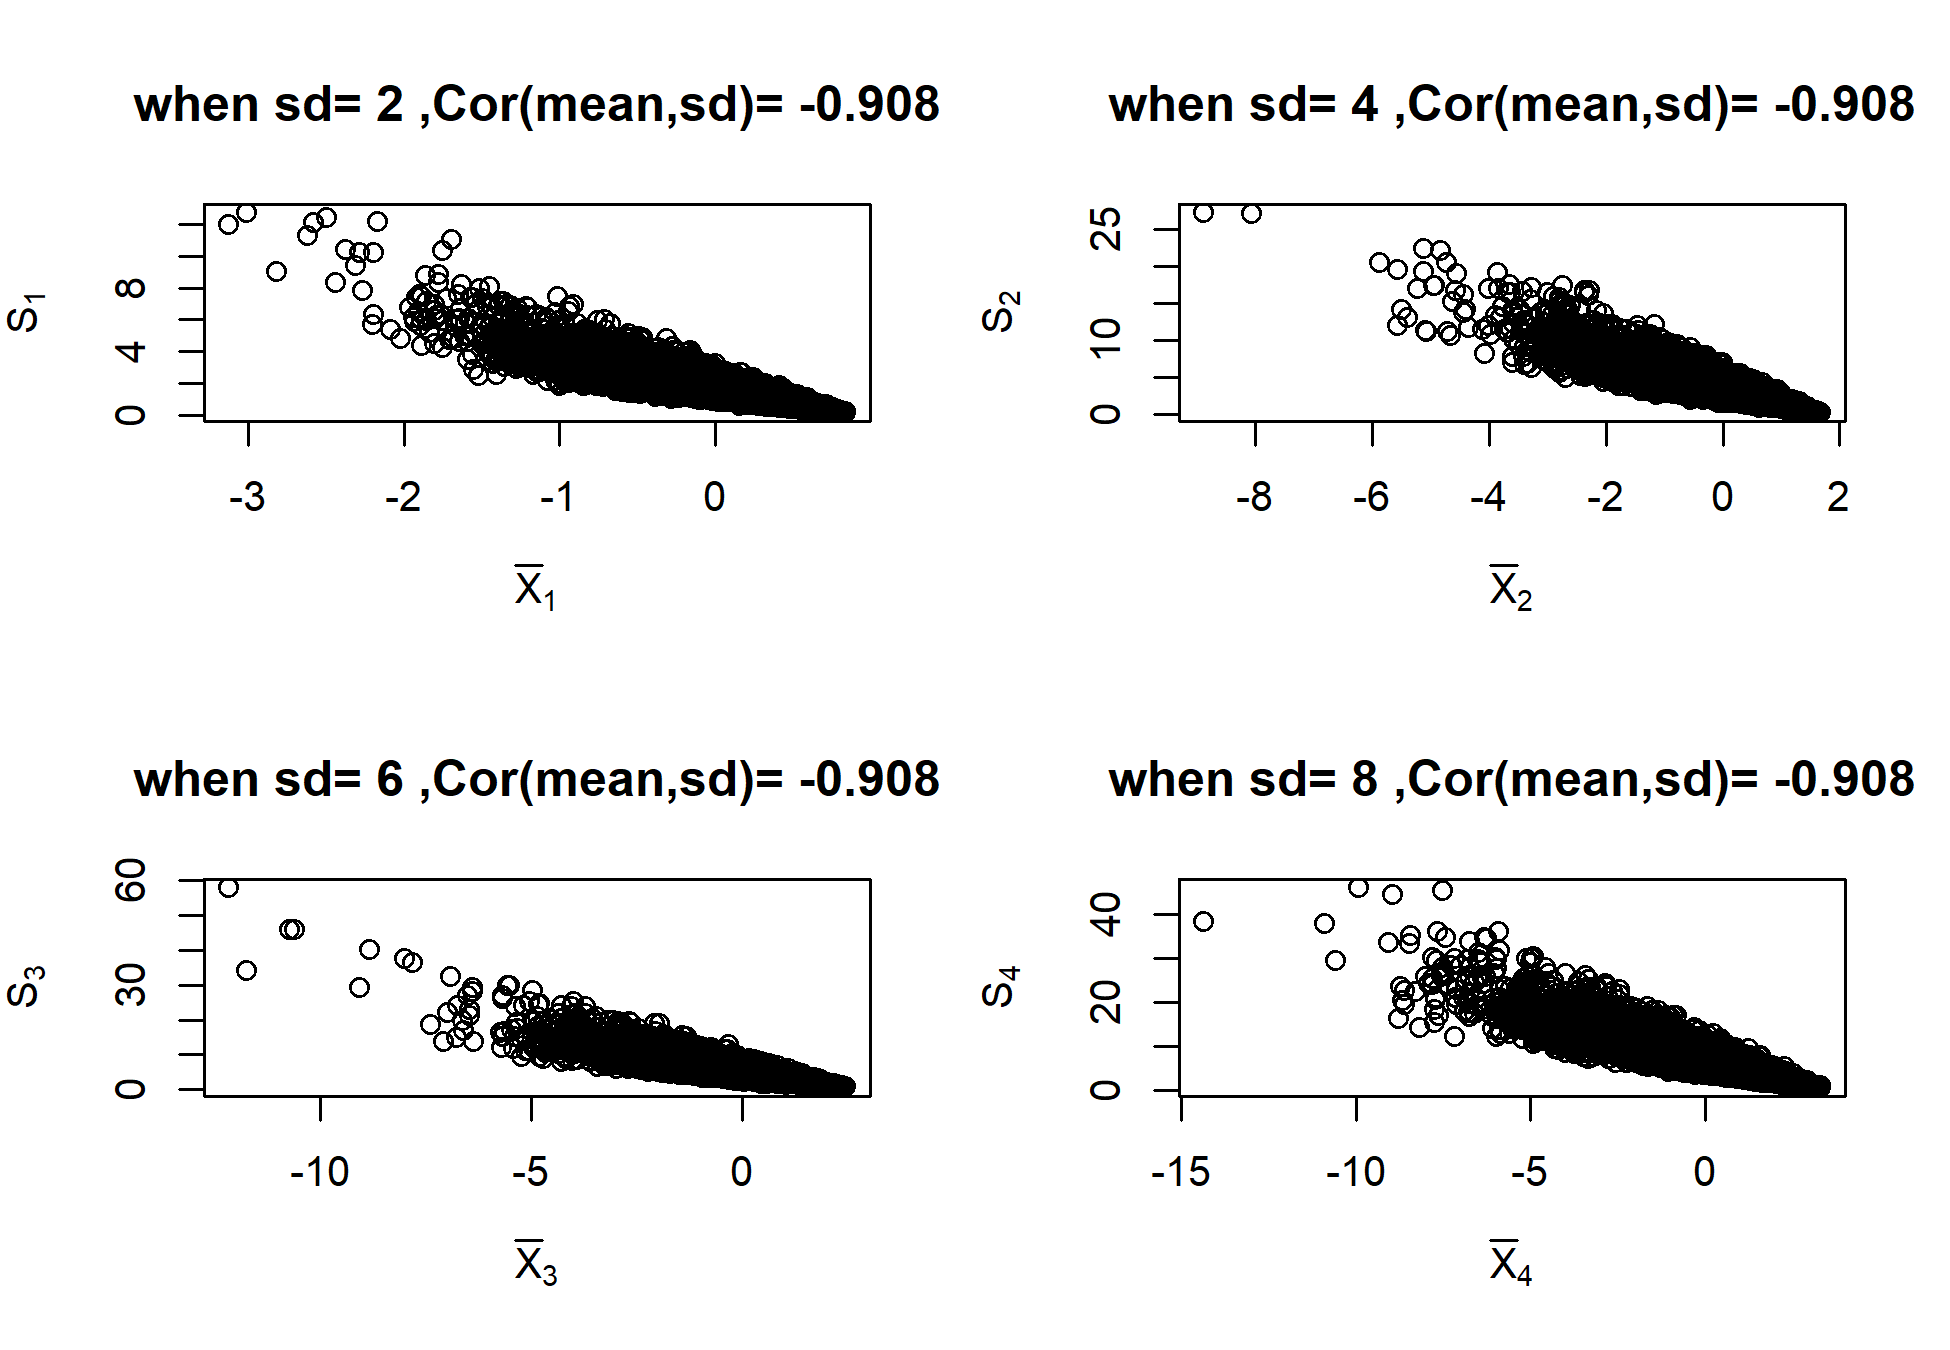 when sd= 2 ,Cor(mean,sd)= -0.908
S1
0 4 8
-3 -2 -1 0
X̅1
when sd= 4 ,Cor(mean,sd)= -0.908
S2
0 10 25
-8 -6 -4 -2 0 2
X̅2
when sd= 6 ,Cor(mean,sd)= -0.908
S3
0 30 60
-10 -5 0
X̅3
when sd= 8 ,Cor(mean,sd)= -0.908
S4
0 20 40
-15 -10 -5 0
X̅4